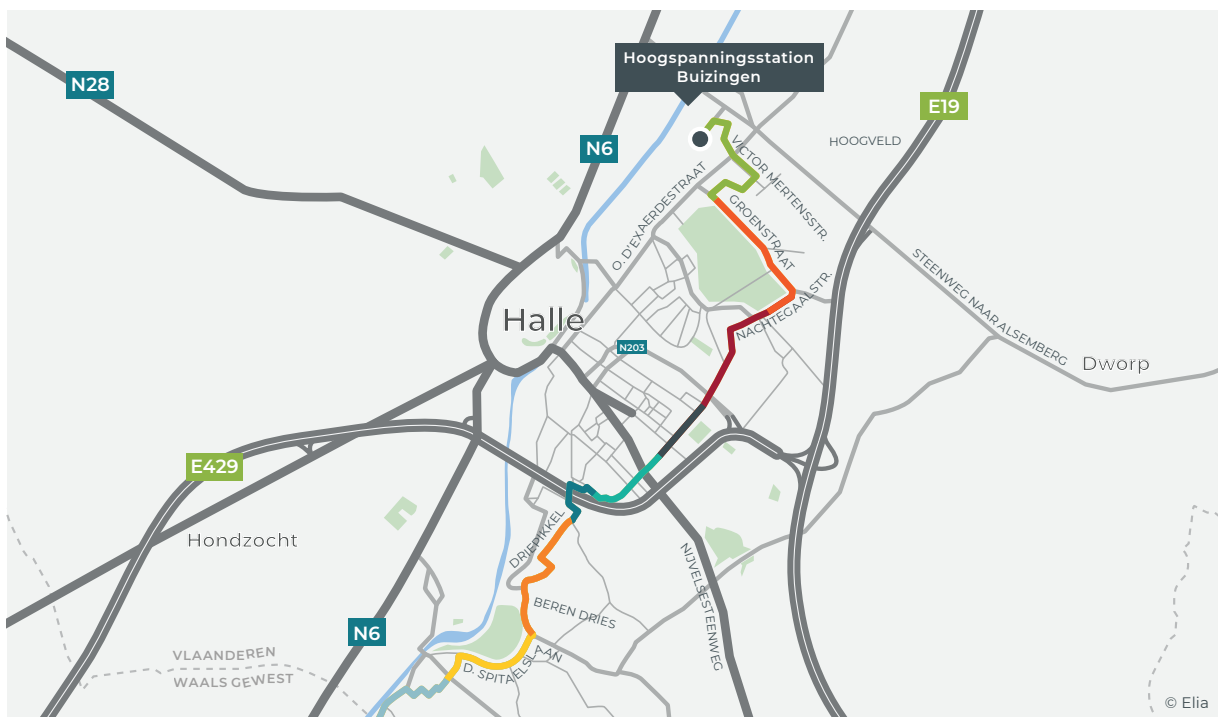 Hoogspanningsstation
Buizingen
N28
E19
N6
HOOGVELD
VICTOR MERTENSSTR.
O. D'EXAERDESTRAAT
GROENSTRAAT
STEENWEG NAAR ALSEMBERG
NACHTEGAALSTR.
Halle
N203
Dworp
E429
Hondzocht
DRIEPIKKEL
NIJVELSESTEENWEG
BEREN DRIES
N6
VLAANDEREN
WAALS GEWEST
D. SPITAELSLAAN
© Elia